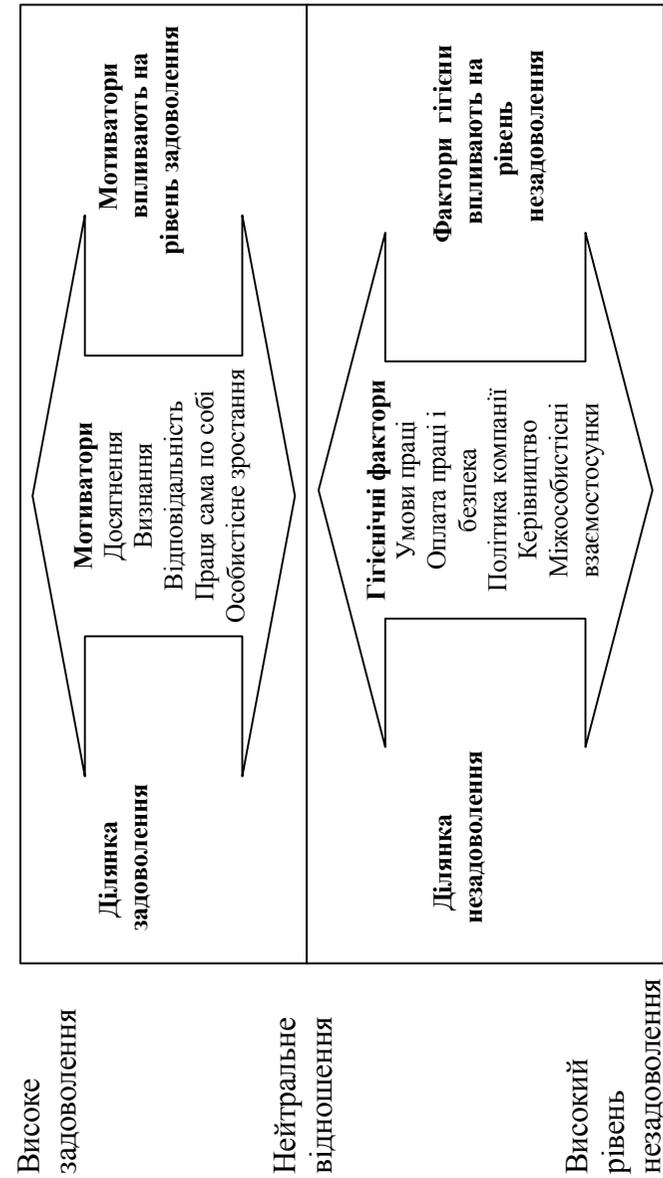 Високе
задоволення
Нейтральне
відношення
Високий
рівень
незадоволення
Ділянка
задоволення
Мотиватори
Досягнення
Визнання
Відповідальність
Праця сама по собі
Особистісне зростання
Мотиватори
впливають на
рівень задоволення
Ділянка
незадоволення
Гігієнічні фактори
Умови праці
Оплата праці і
безпека
Політика компанії
Керівництво
Міжособистісні
взаємостосунки
Фактори гігієни
впливають на
рівень
незадоволення